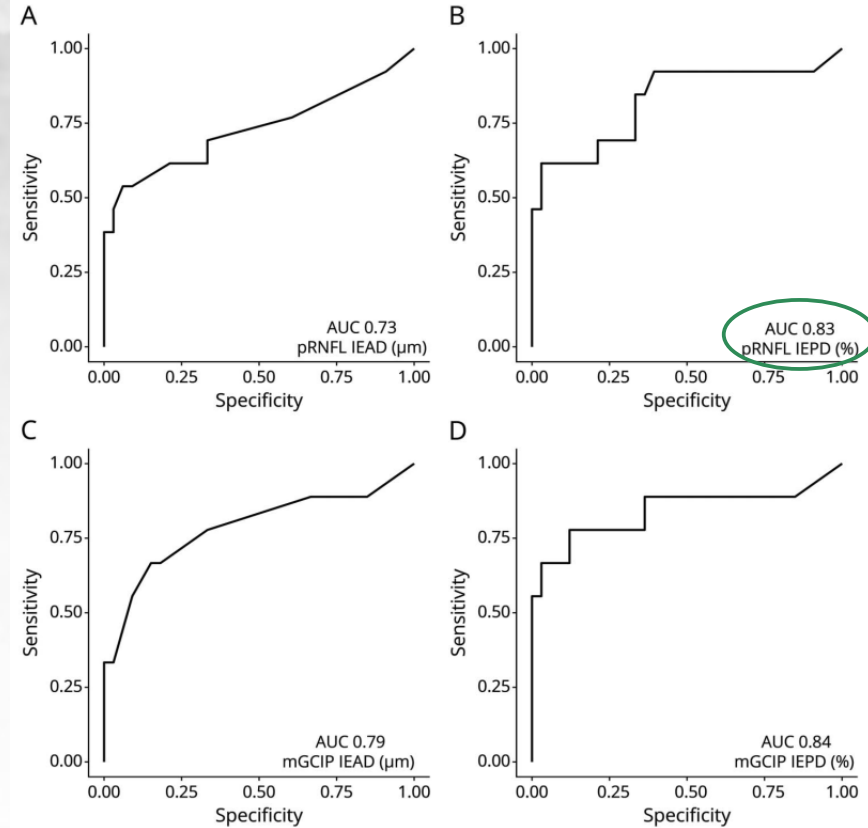 A
1.00
0.75
0.50
0.25
0.00
Sensitivity
AUC 0.73
pRNFL IEAD (µm)
0.00 0.25 0.50 0.75 1.00
Specificity
B
1.00
0.75
0.50
0.25
0.00
Sensitivity
AUC 0.83
pRNFL IEPD (%)
0.00 0.25 0.50 0.75 1.00
Specificity
C
1.00
0.75
0.50
0.25
0.00
Sensitivity
AUC 0.79
mGCIP IEAD (µm)
0.00 0.25 0.50 0.75 1.00
Specificity
D
1.00
0.75
0.50
0.25
0.00
Sensitivity
AUC 0.84
mGCIP IEPD (%)
0.00 0.25 0.50 0.75 1.00
Specificity